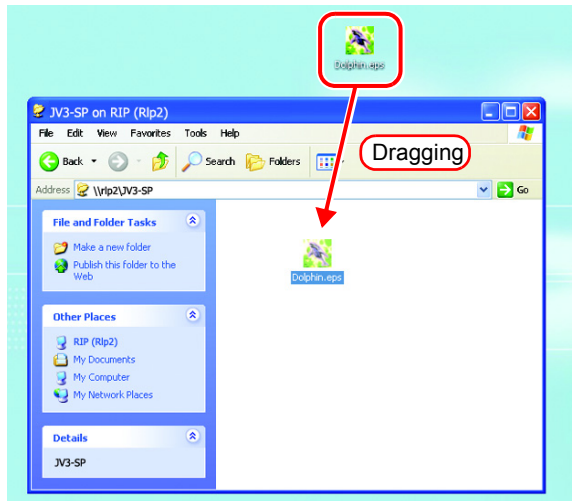 Dolphin.eps
JV3-SP on RIP (Rlp2)
File Edit View Favorites Tools Help
Back Search Folders
Dragging
Address \\rlp2\JV3-SP Go
File and Folder Tasks
Make a new folder
Publish this folder to the
Web
Dolphin.eps
Other Places
RIP (Rlp2)
My Documents
My Computer
My Network Places
Details
JV3-SP